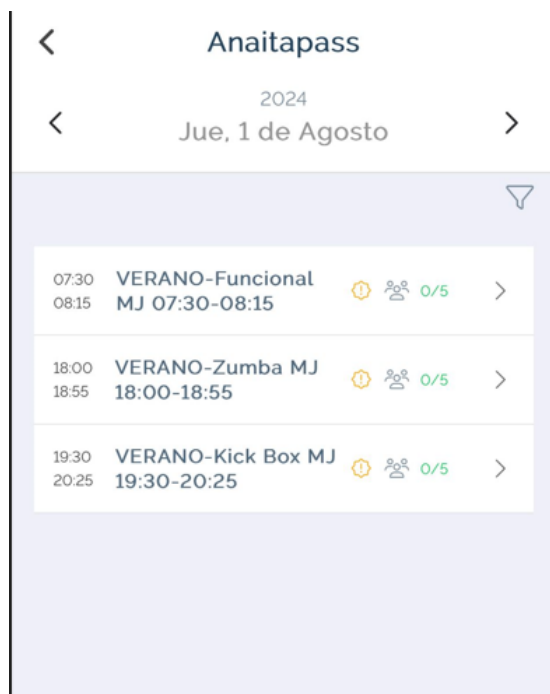 Anaitapass
2024
Jue, 1 de Agosto
07:30
08:15
VERANO-Funcional
MJ 07:30-08:15
0/5
18:00
18:55
VERANO-Zumba MJ
18:00-18:55
0/5
19:30
20:25
VERANO-Kick Box MJ
19:30-20:25
0/5